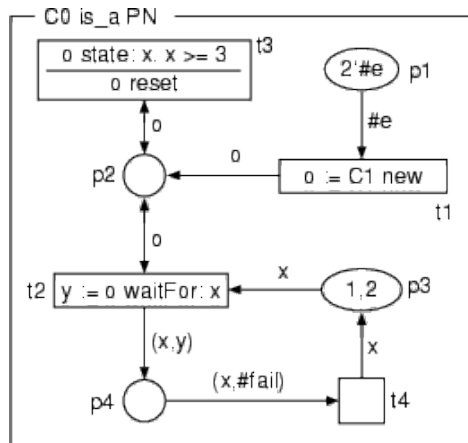 C0 is_a PN
o state: x. x >= 3
o reset
t3
2`#e
p1
#e
o
o
p2
o := C1 new
t1
o
t2
y := o waitFor: x
x
1,2
p3
(x,y)
(x,#fail)
x
p4
t4